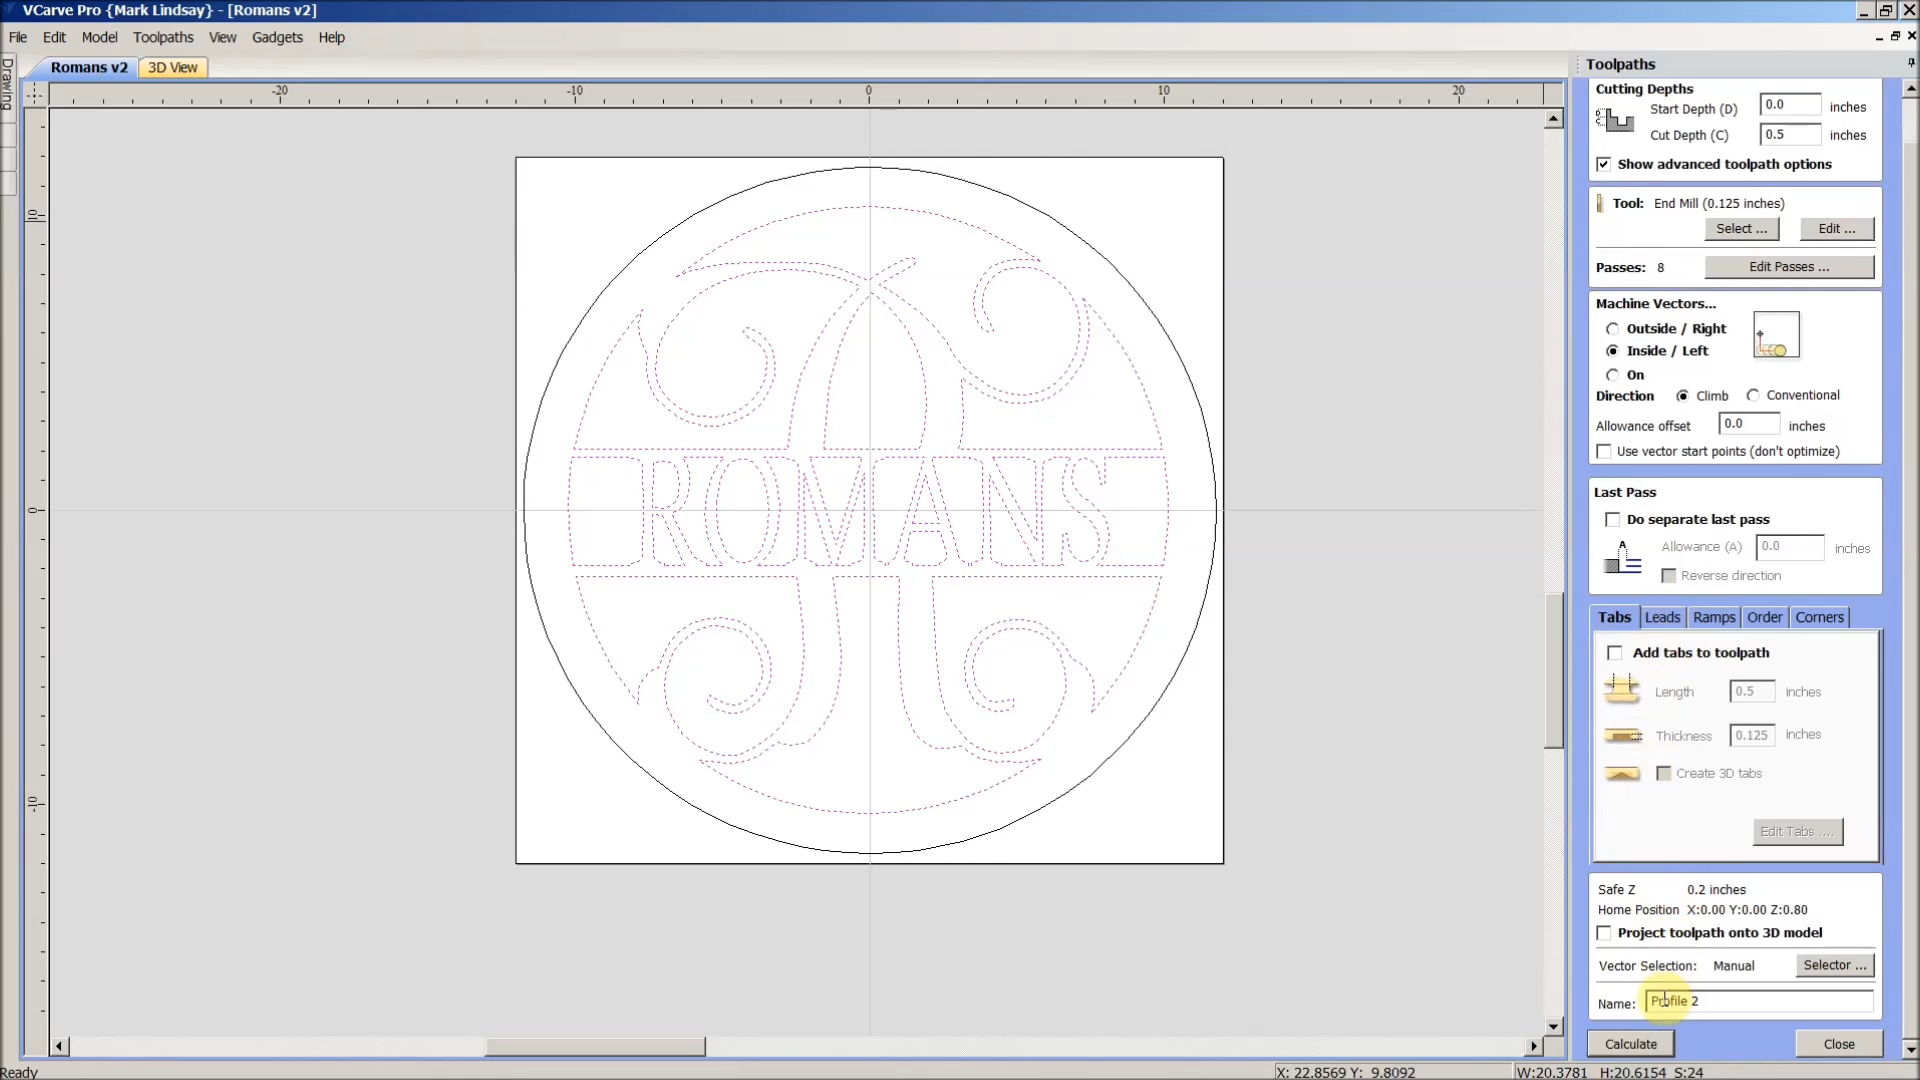 VCarve Pro {Mark Lindsay} - [Romans v2]
File Edit Model Toolpaths View Gadgets Help
Drawing
Romans v2 3D View
-20 -10 0 10 20
10
0
-10
ROMANS
Toolpaths
Cutting Depths
Start Depth (D) 0.0 inches
Cut Depth (C) 0.5 inches
Show advanced toolpath options
Tool: End Mill (0.125 inches)
Select ... Edit ...
Passes: 8 Edit Passes ...
Machine Vectors...
Outside / Right
Inside / Left
On
Direction Climb Conventional
Allowance offset 0.0 inches
Use vector start points (don't optimize)
Last Pass
Do separate last pass
A Allowance (A) 0.0 inches
Reverse direction
Tabs Leads Ramps Order Corners
Add tabs to toolpath
Length 0.5 inches
Thickness 0.125 inches
Create 3D tabs
Edit Tabs ....
Safe Z 0.2 inches
Home Position X:0.00 Y:0.00 Z:0.80
Project toolpath onto 3D model
Vector Selection: Manual Selector ...
Name: Profile 2
Calculate Close
Ready X: 22.8569 Y: 9.8092 W:20.3781 H:20.6154 S:24